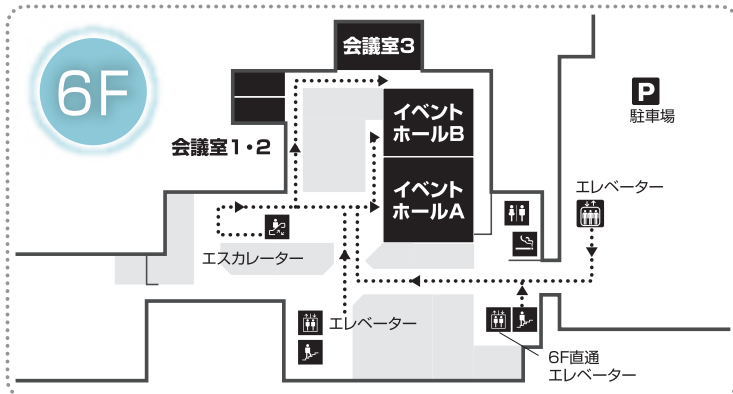 6F
会議室3
イベント
ホールB
会議室1・2
イベント
ホールA
P
駐車場
エレベーター
エスカレーター
エレベーター
6F直通
エレベーター